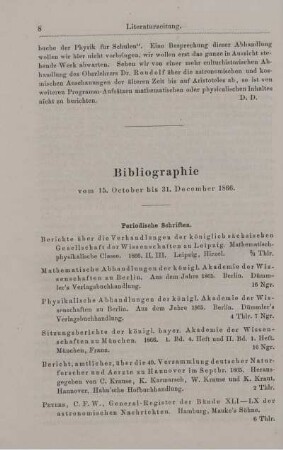 8 Literaturzeitung.
buche der Physik für Schulen". Eine Besprechung dieser Abhandlung
wollen wir hier nicht vorbringen, wir wollen erst das ganze in Aussicht ste-
hende Werk abwarten. Sehen wir von einer mehr culturhistorischen Ab-
handlung des Oberlehrers Dr. Rendolf über die astronomischen und kos-
mischen Anschauungen der älteren Zeit bis auf Aristoteles ab, so ist von
weiteren Programm-Aufsätzen mathematischen oder physikalischen Inhaltes
nicht zu berichten. D. D.
Bibliographie
vom 15. October bis 31. December 1866.
Periodische Schriften.
Berichte über die Verhandlungen der königlich sächsischen
Gesellschaft der Wissenschaften zu Leipzig. Mathematisch-
physikalische Classe. 1866. II, III. Leipzig, Hirzel. ⅔ Thlr.
Mathematische Abhandlungen der königl. Akademie der Wis-
senschaften zu Berlin. Aus dem Jahre 1865. Berlin. Dümm-
ler's Verlagsbuchhandlung. 16 Ngr.
Physikalische Abhandlungen der königl. Akademie der Wis-
senschaften zu Berlin. Aus dem Jahre 1865. Berlin. Dümmler's
Verlagsbuchhandlung. 4 Thlr. 7 Ngr.
Sitzungsberichte der königl. bayer. Akademie der Wissen-
schaften zu München. 1866. 1. Bd. 4. Heft und II. Bd. 1. Heft.
München, Franz. 16 Ngr.
Bericht, amtlicher, über die 40. Versammlung deutscher Natur-
forscher und Aerzte zu Hannover im Septbr. 1865. Heraus-
gegeben von C. Krause, K. Karmarsch, W. Krause und K. Kraut.
Hannover. Hahn'sche Hofbuchhandlung. 3 Thlr.
Peters, C. F. W., General-Register der Bände XLI–LX der
astronomischen Nachrichten. Hamburg, Mauke's Söhne.
6 Thlr.